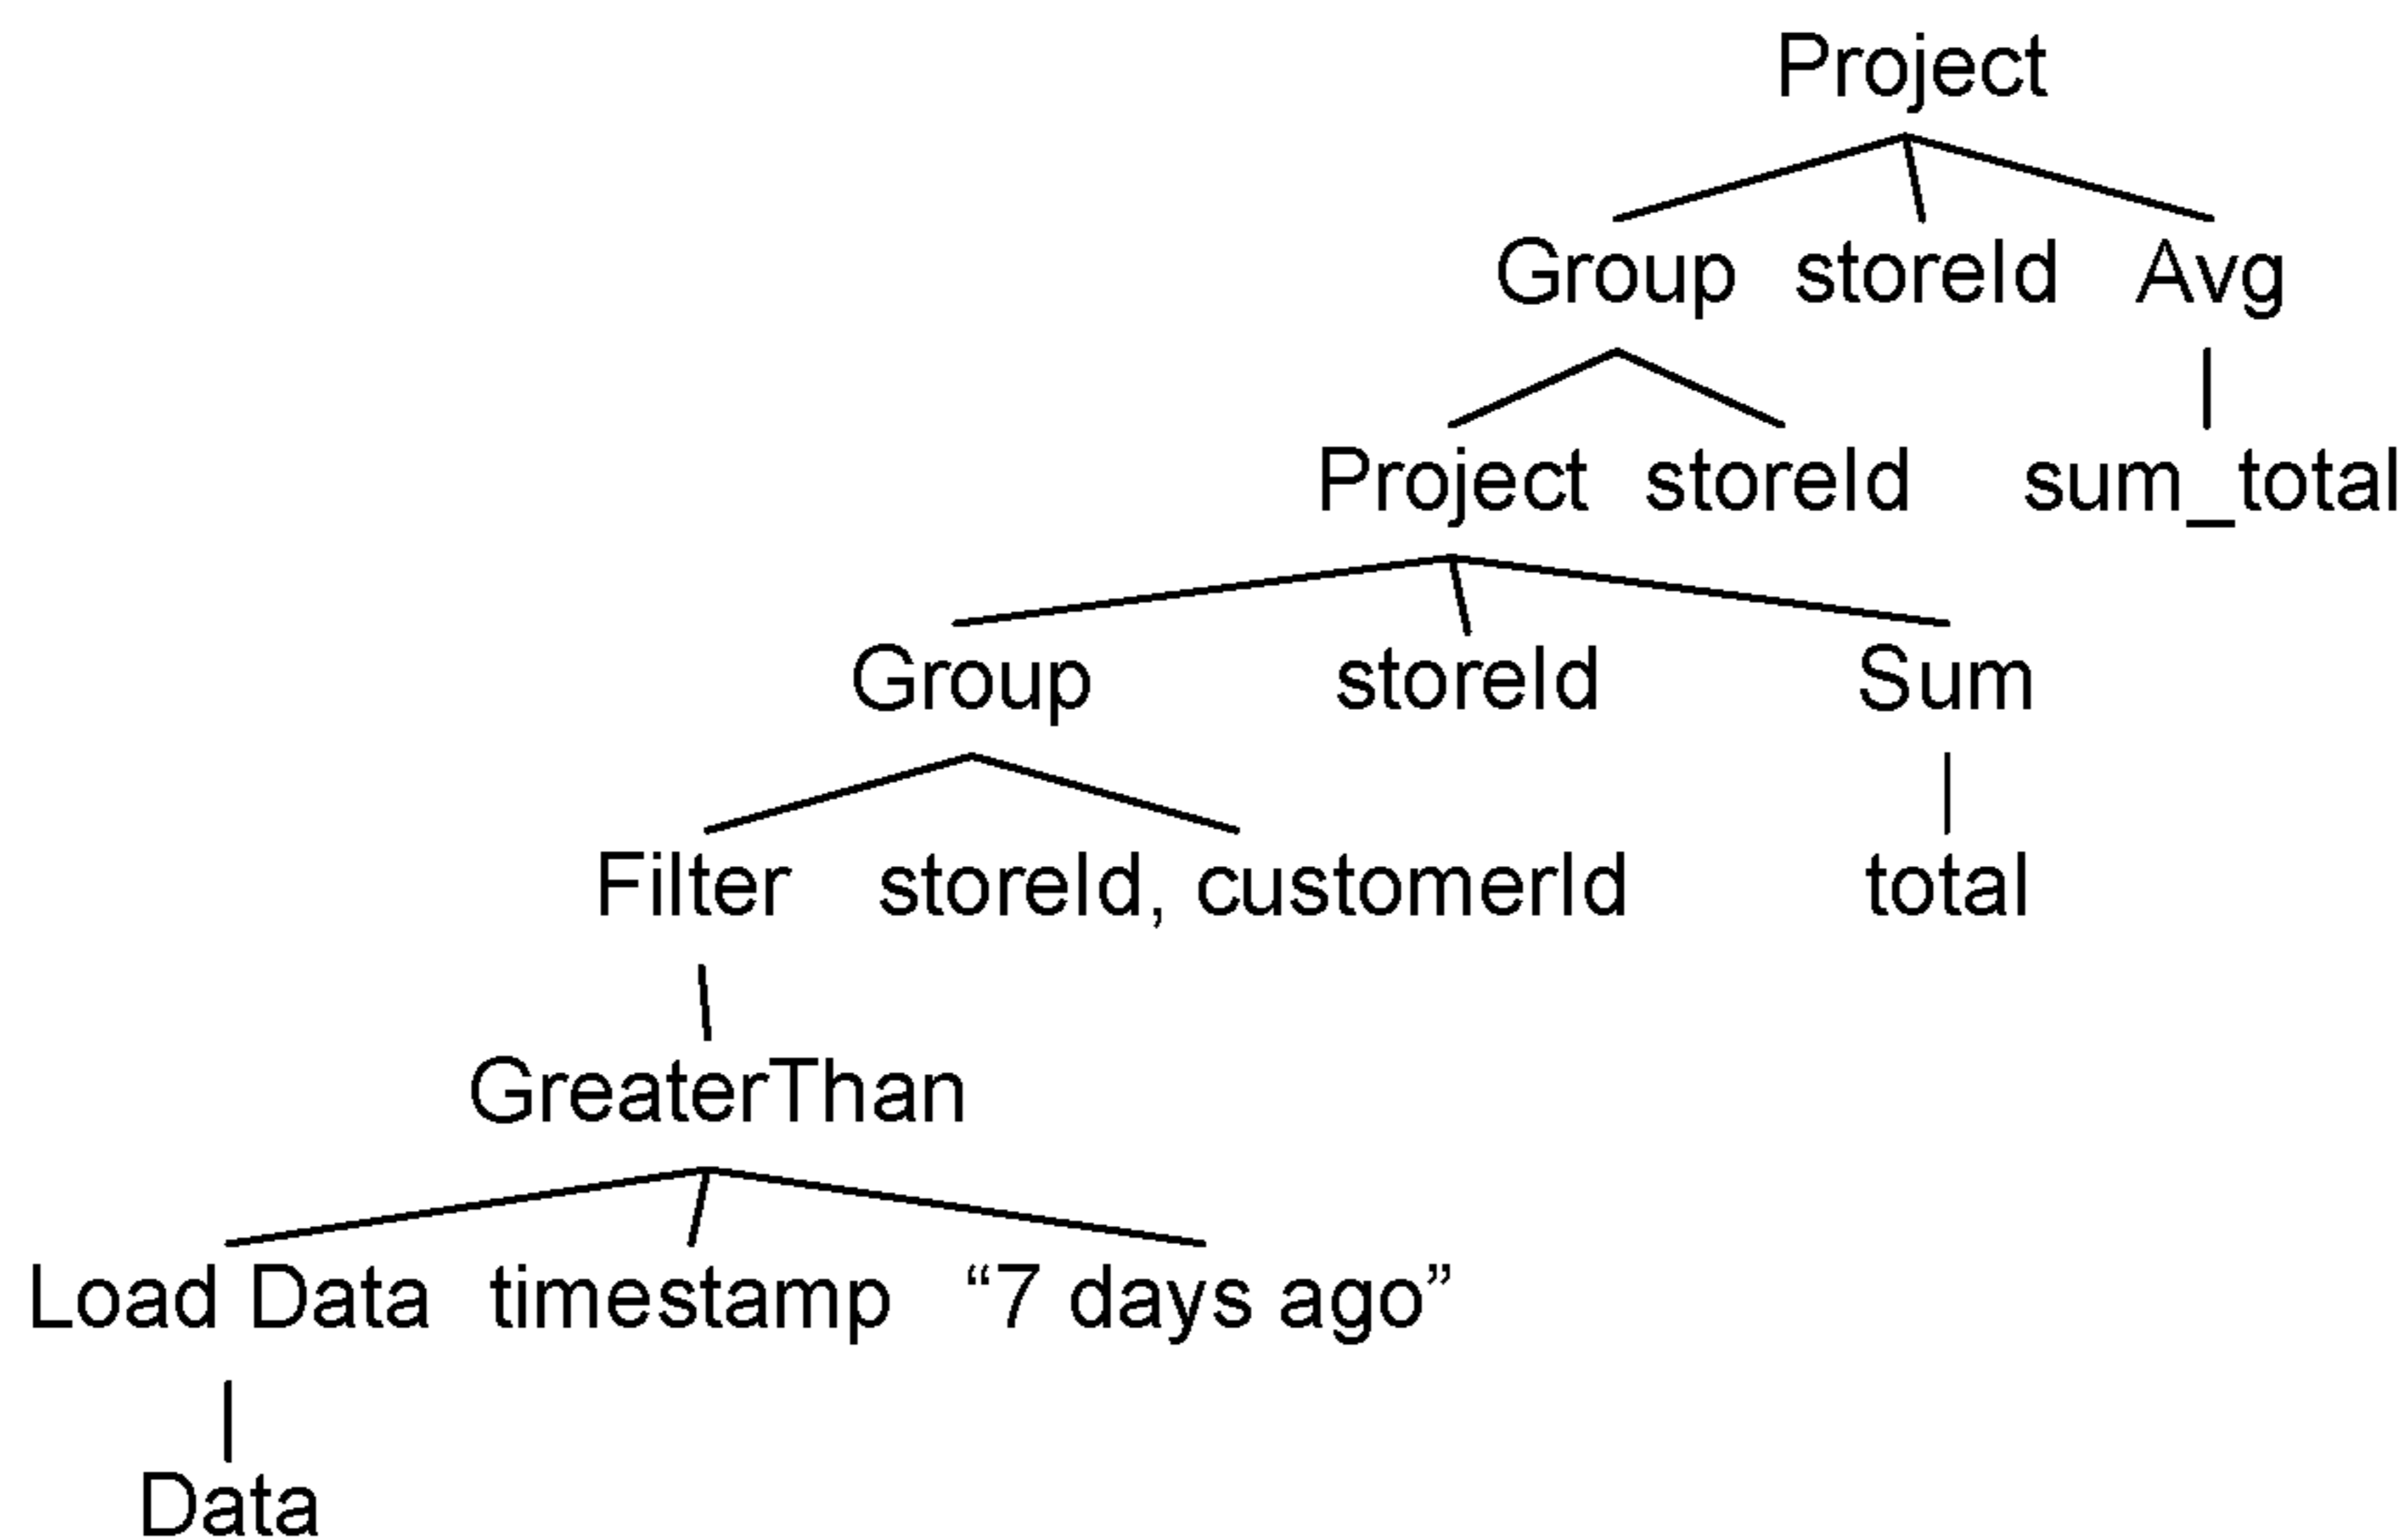 Project
Group storeId Avg
Project storeId sum_total
Group storeId Sum
Filter storeId, customerId total
GreaterThan
Load Data timestamp “7 days ago”
Data